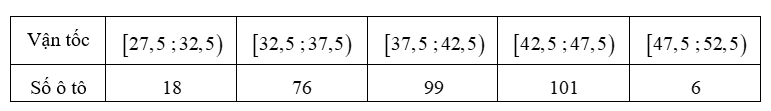 Vận tốc [27,5 ;32,5) [32,5 ;37,5) [37,5 ;42,5) [42,5 ;47,5) [47,5 ;52,5)
Số ô tô 18 76 99 101 6